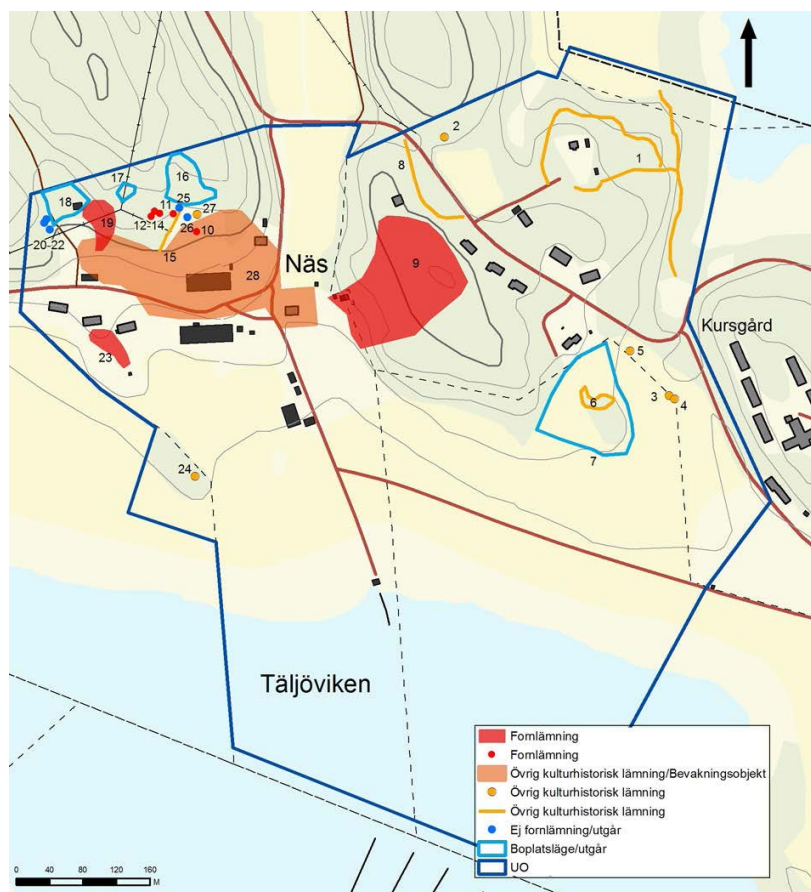 2
1
8
16
17
18
25
11
27
19
12-14
26
10
20-22
15
28
Näs
9
23
Kursgård
5
3
4
6
7
24
Täljöviken
Fornlämning
Fornlämning
Övrig kulturhistorisk lämning/Bevakningsobjekt
Övrig kulturhistorisk lämning
Övrig kulturhistorisk lämning
Ej fornlämning/utgår
Boplatsläge/utgår
UO
0 40 80 120 160
M